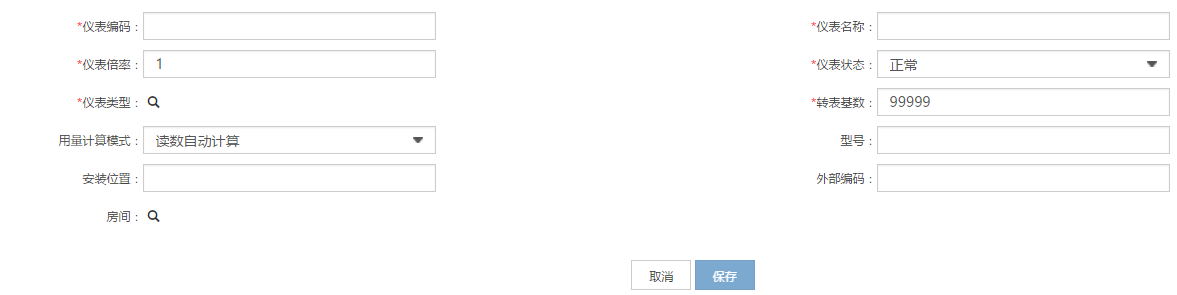 *仪表编码： *仪表名称：
*仪表倍率： 1 *仪表状态： 正常
*仪表类型： *转表基数： 99999
用量计算模式： 读数自动计算 型号：
安装位置： 外部编码：
房间：
取消 保存